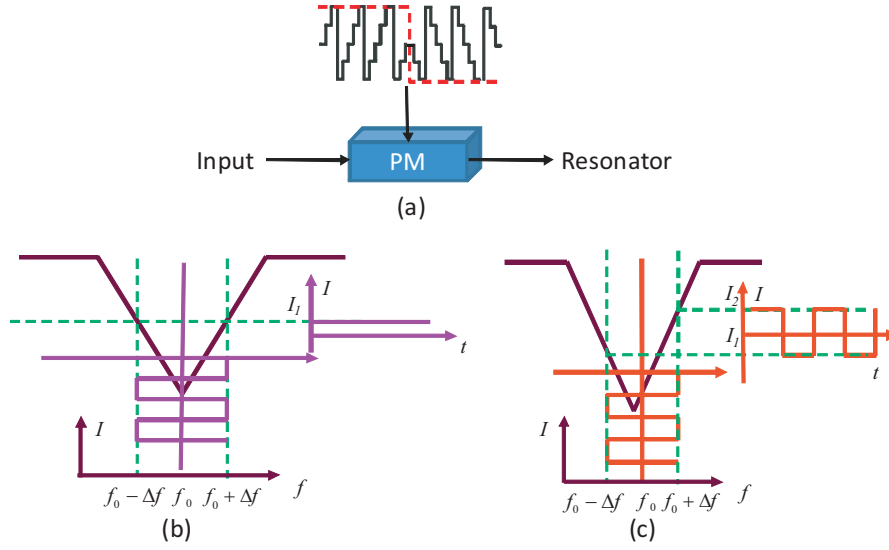 Input
PM
Resonator
(a)
I
I₁
t
I
f₀ − Δf f₀ f₀ + Δf
f
(b)
I₂
I
I₁
t
I
f₀ − Δf f₀ f₀ + Δf
f
(c)